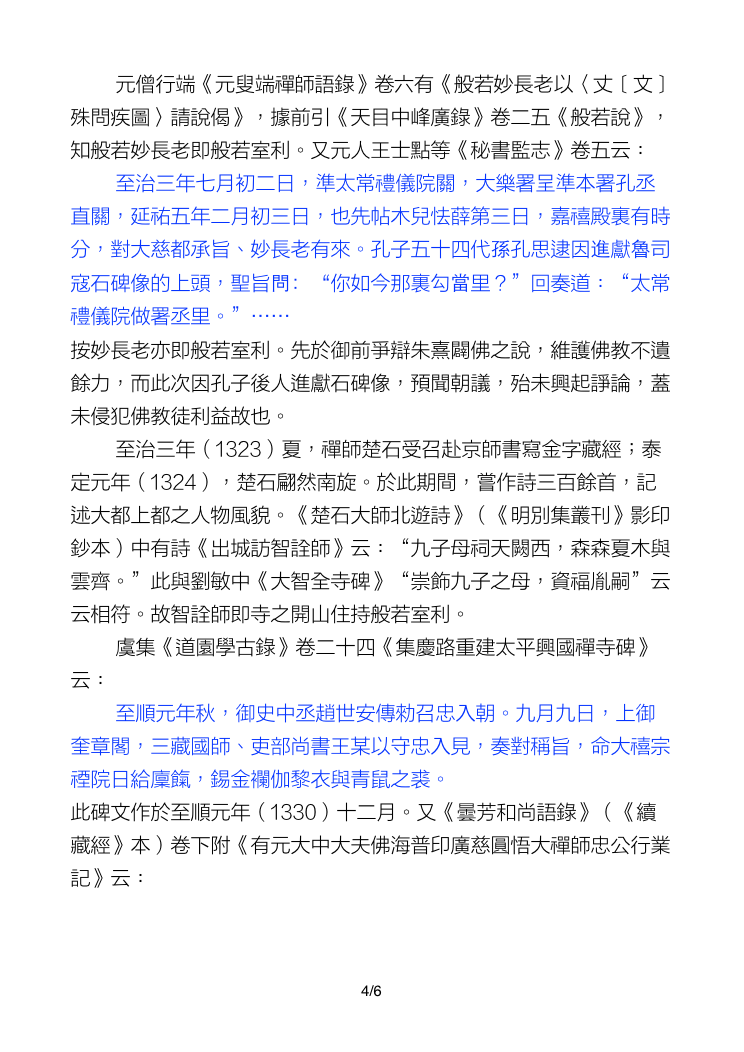 元僧行端《元叟端禪師語錄》卷六有《般若妙長老以〈丈〔文〕
殊問疾圖〉請說偈》，據前引《天目中峰廣錄》卷二五《般若說》，
知般若妙長老即般若室利。又元人王士點等《秘書監志》卷五云：
至治三年七月初二日，準太常禮儀院關，大樂署呈準本署孔丞
直關，延祐五年二月初三日，也先帖木兒怯薛第三日，嘉禧殿裏有時
分，對大慈都承旨、妙長老有來。孔子五十四代孫孔思逮因進獻魯司
寇石碑像的上頭，聖旨問：“你如今那裏勾當里？”回奏道：“太常
禮儀院做署丞里。”……
按妙長老亦即般若室利。先於御前爭辯朱熹闢佛之說，維護佛教不遺
餘力，而此次因孔子後人進獻石碑像，預聞朝議，殆未興起諍論，蓋
未侵犯佛教徒利益故也。
至治三年（1323）夏，禪師楚石受召赴京師書寫金字藏經；泰
定元年（1324），楚石翩然南旋。於此期間，嘗作詩三百餘首，記
述大都上都之人物風貌。《楚石大師北遊詩》（《明別集叢刊》影印
鈔本）中有詩《出城訪智詮師》云：“九子母祠天闕西，森森夏木與
雲齊。”此與劉敏中《大智全寺碑》“崇飾九子之母，資福胤嗣”云
云相符。故智詮師即寺之開山住持般若室利。
虞集《道園學古錄》卷二十四《集慶路重建太平興國禪寺碑》
云：
至順元年秋，御史中丞趙世安傳勑召忠入朝。九月九日，上御
奎章閣，三藏國師、吏部尚書王某以守忠入見，奏對稱旨，命大禧宗
禋院日給廩餼，錫金襴伽黎衣與青鼠之裘。
此碑文作於至順元年（1330）十二月。又《曇芳和尚語錄》（《續
藏經》本）卷下附《有元大中大夫佛海普印廣慈圓悟大禪師忠公行業
記》云：
4/6